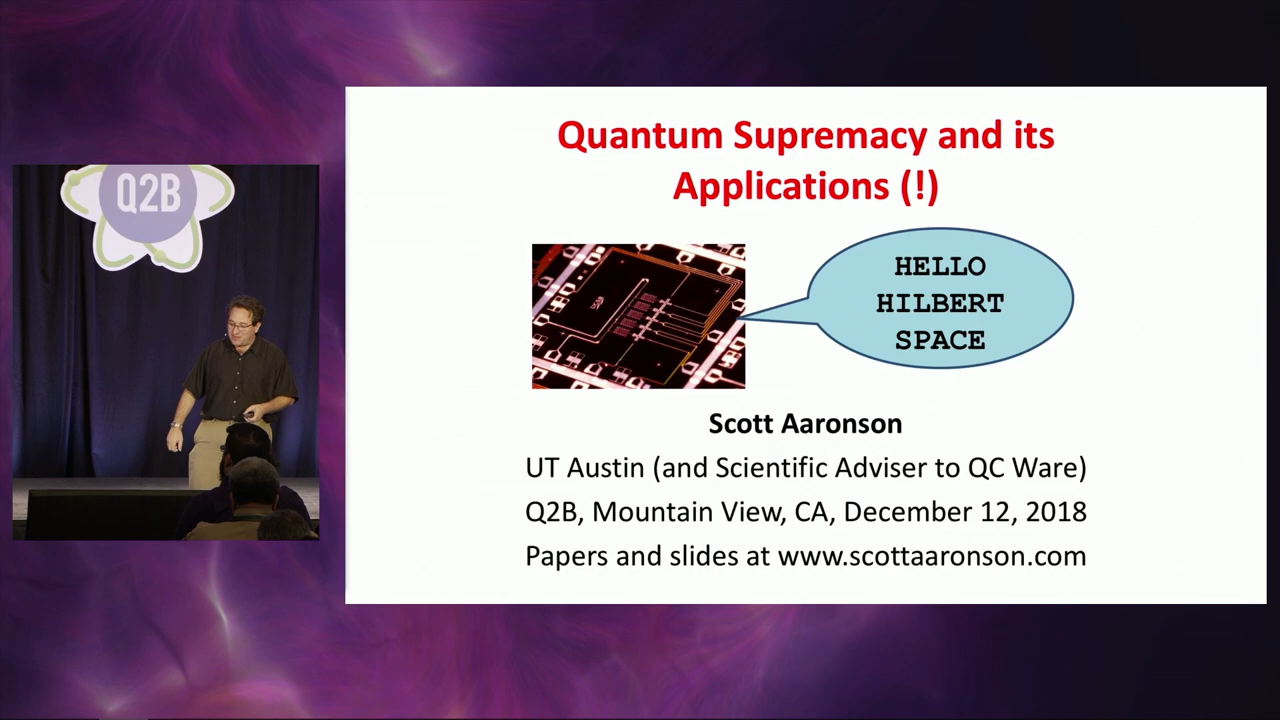 Q2B
Quantum Supremacy and its
Applications (!)
HELLO
HILBERT
SPACE
Scott Aaronson
UT Austin (and Scientific Adviser to QC Ware)
Q2B, Mountain View, CA, December 12, 2018
Papers and slides at www.scottaaronson.com